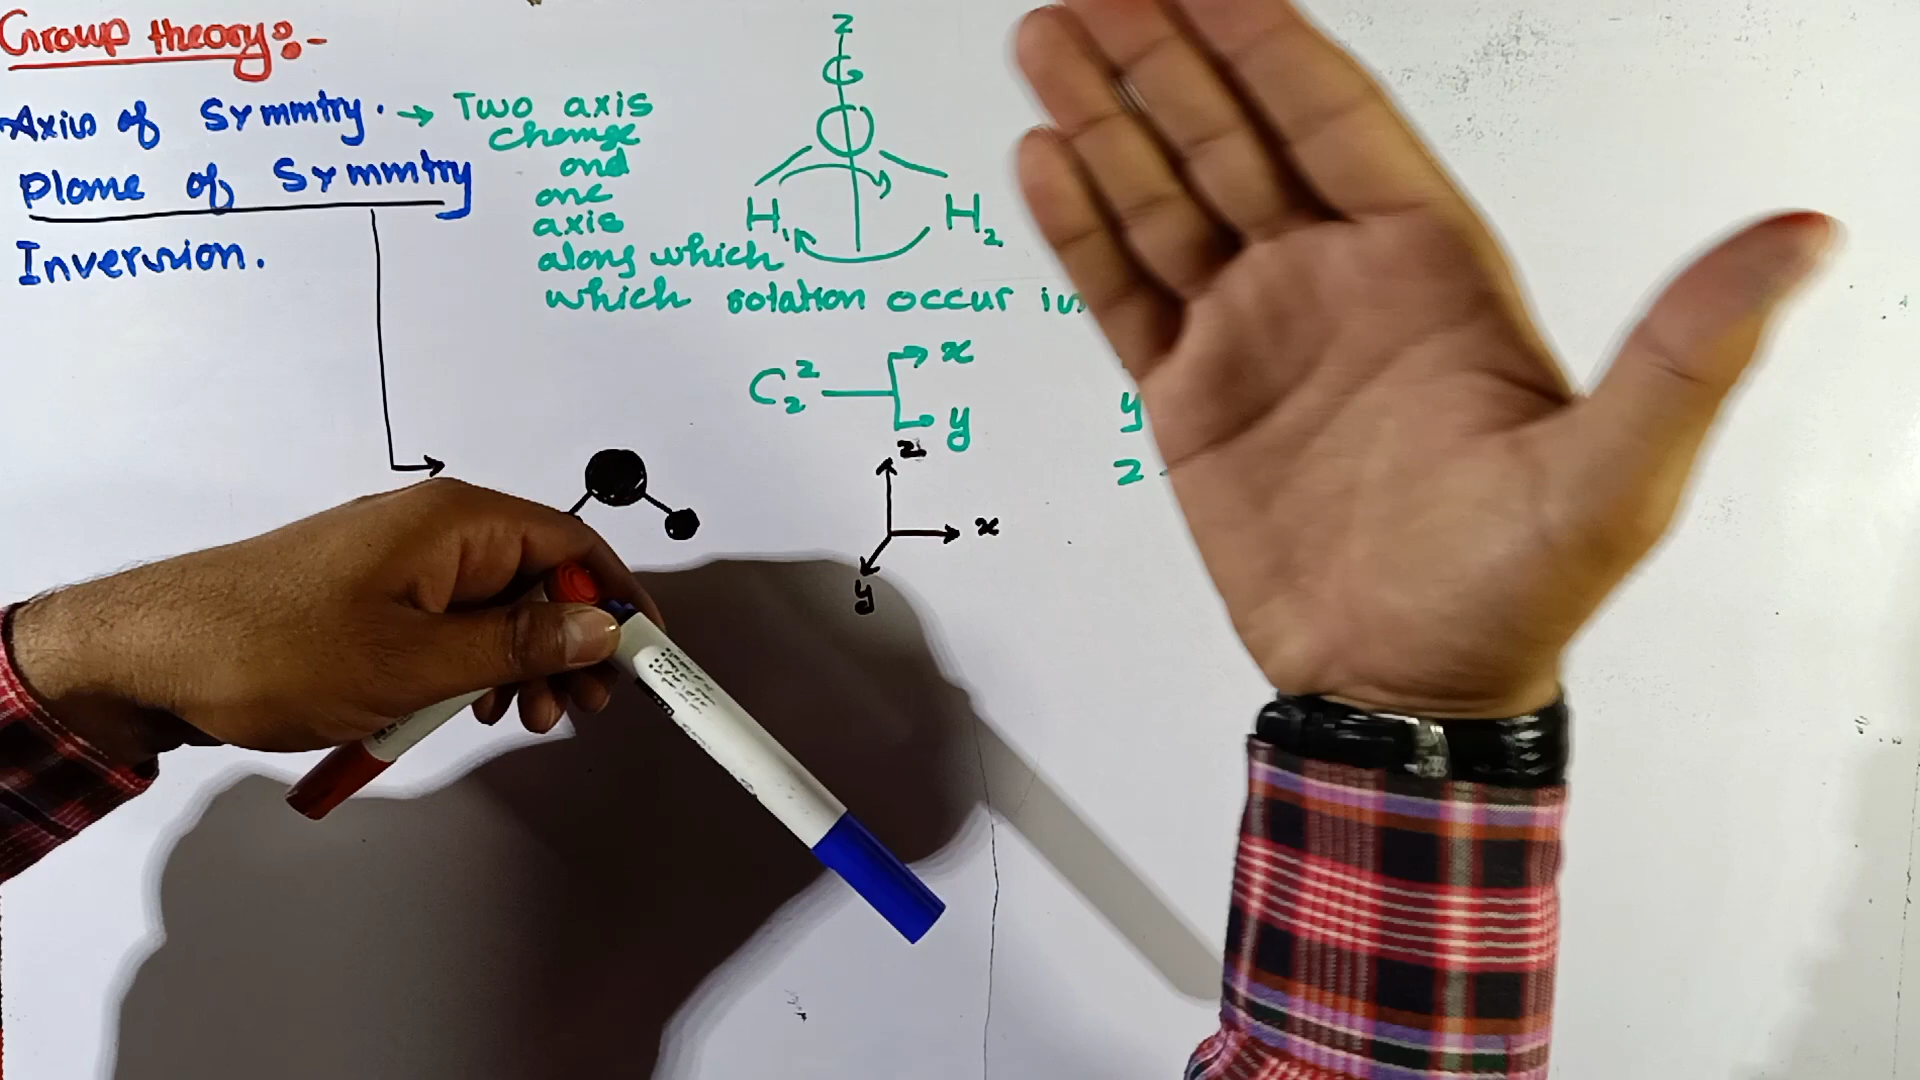 Group theory:-
Axis of Symmtry. → Two axis
change
and
one
axis
along which
which rotation occur is
Plane of Symmtry
Inversion.
z
O
H1 H2
C2^z x
y
y
z
z
x
y